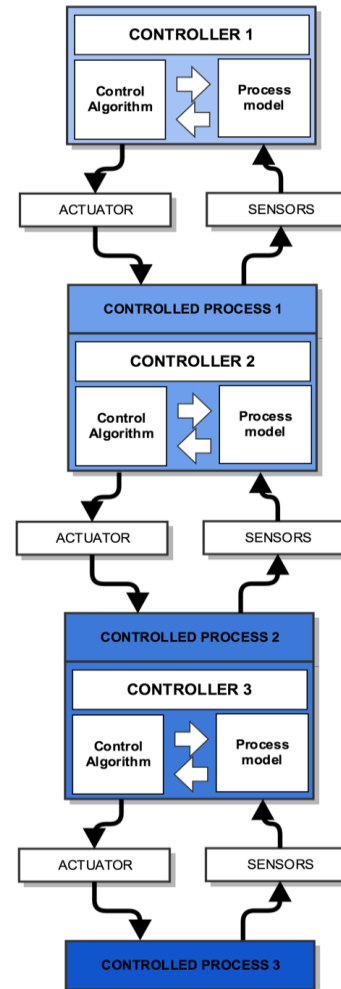 CONTROLLER 1
Control
Algorithm
Process
model
ACTUATOR
SENSORS
CONTROLLED PROCESS 1
CONTROLLER 2
Control
Algorithm
Process
model
ACTUATOR
SENSORS
CONTROLLED PROCESS 2
CONTROLLER 3
Control
Algorithm
Process
model
ACTUATOR
SENSORS
CONTROLLED PROCESS 3